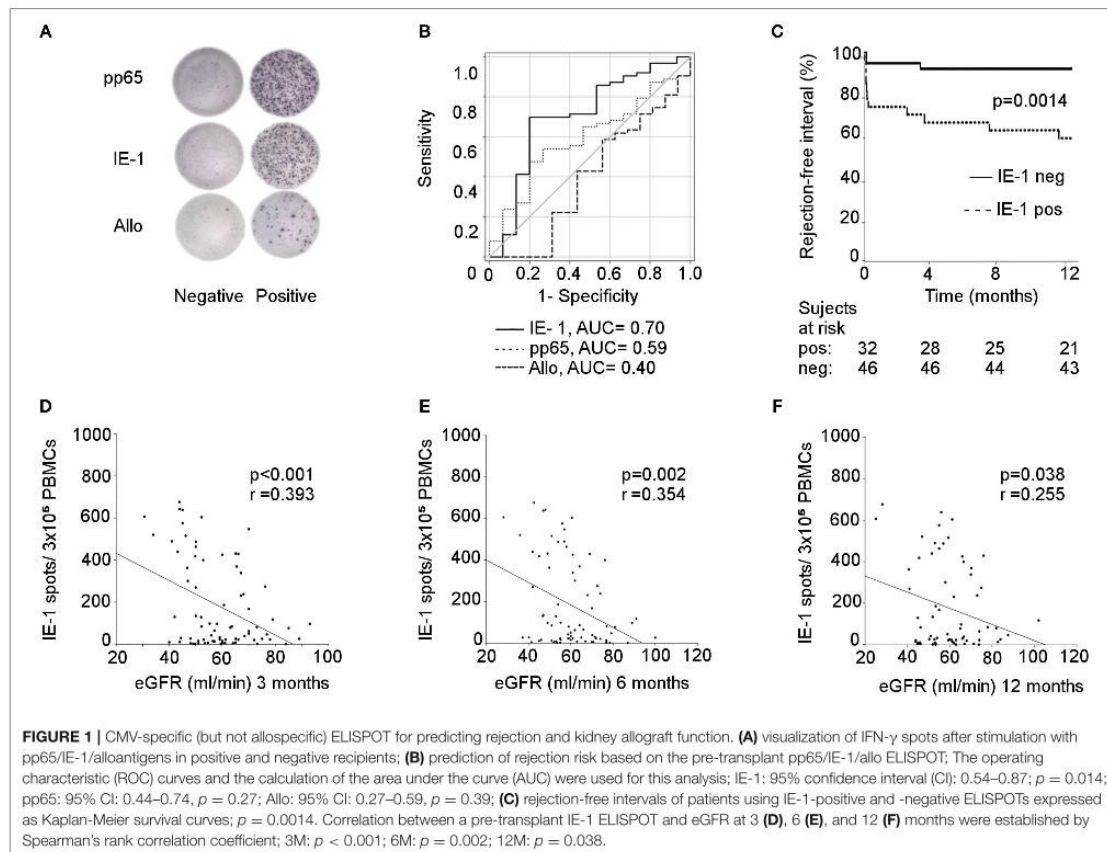 A
pp65
IE-1
Allo
Negative Positive
B
Sensitivity
1.0
0.8
0.6
0.4
0.2
0 0.2 0.4 0.6 0.8 1.0
1- Specificity
IE- 1, AUC= 0.70
pp65, AUC= 0.59
Allo, AUC= 0.40
C
Rejection-free interval (%)
100
80
60
40
20
0
p=0.0014
IE-1 neg
IE-1 pos
0 4 8 12
Time (months)
Sujects
at risk
pos: 32 28 25 21
neg: 46 46 44 43
D
IE-1 spots/ 3x10⁵ PBMCs
1000
800
600
400
200
0
p<0.001
r =0.393
20 40 60 80 100
eGFR (ml/min) 3 months
E
IE-1 spots/ 3x10⁵ PBMCs
1000
800
600
400
200
0
p=0.002
r =0.354
20 40 60 80 100 120
eGFR (ml/min) 6 months
F
IE-1 spots/ 3x10⁵ PBMCs
1000
800
600
400
200
0
p=0.038
r =0.255
20 40 60 80 100 120
eGFR (ml/min) 12 months
FIGURE 1 | CMV-specific (but not allospecific) ELISPOT for predicting rejection and kidney allograft function. (A) visualization of IFN-γ spots after stimulation with
pp65/IE-1/alloantigens in positive and negative recipients; (B) prediction of rejection risk based on the pre-transplant pp65/IE-1/allo ELISPOT; The operating
characteristic (ROC) curves and the calculation of the area under the curve (AUC) were used for this analysis; IE-1: 95% confidence interval (CI): 0.54–0.87; p = 0.014;
pp65: 95% CI: 0.44–0.74, p = 0.27; Allo: 95% CI: 0.27–0.59, p = 0.39; (C) rejection-free intervals of patients using IE-1-positive and -negative ELISPOTs expressed
as Kaplan-Meier survival curves; p = 0.0014. Correlation between a pre-transplant IE-1 ELISPOT and eGFR at 3 (D), 6 (E), and 12 (F) months were established by
Spearman's rank correlation coefficient; 3M: p < 0.001; 6M: p = 0.002; 12M: p = 0.038.